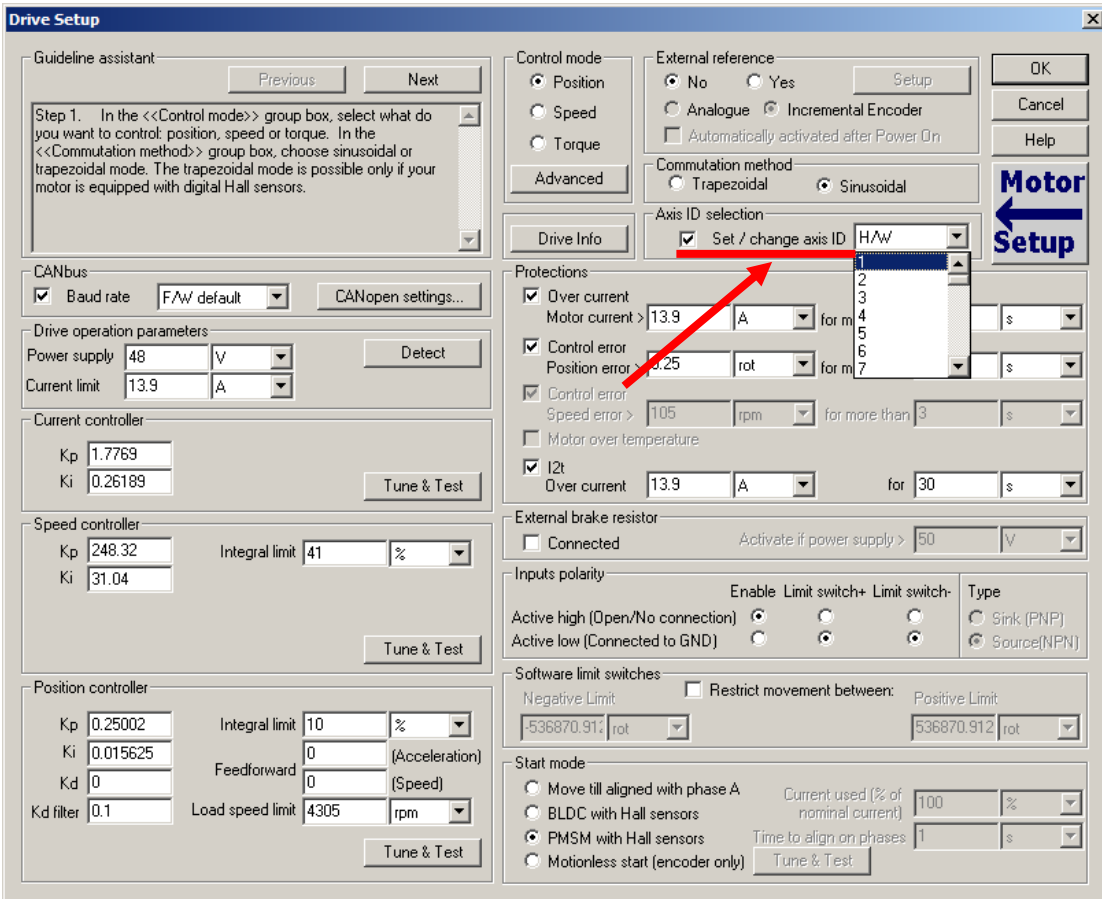 Drive Setup
Guideline assistant
Previous
Next
Step 1. In the <<Control mode>> group box, select what do
you want to control: position, speed or torque. In the
<<Commutation method>> group box, choose sinusoidal or
trapezoidal mode. The trapezoidal mode is possible only if your
motor is equipped with digital Hall sensors.
Control mode
Position
Speed
Torque
Advanced
Drive Info
External reference
No Yes Setup
Analogue Incremental Encoder
Automatically activated after Power On
Commutation method
Trapezoidal Sinusoidal
Axis ID selection
Set / change axis ID H/W
1
2
3
4
5
6
7
OK
Cancel
Help
Motor
Setup
CANbus
Baud rate F/W default CANopen settings...
Drive operation parameters
Power supply 48 V Detect
Current limit 13.9 A
Current controller
Kp 1.7769
Ki 0.26189
Tune & Test
Speed controller
Kp 248.32 Integral limit 41 %
Ki 31.04
Tune & Test
Position controller
Kp 0.25002 Integral limit 10 %
Ki 0.015625 Feedforward 0 (Acceleration)
Kd 0 0 (Speed)
Kd filter 0.1 Load speed limit 4305 rpm
Tune & Test
Protections
Over current
Motor current > 13.9 A for m s
Control error
Position error > 0.25 rot for m s
Control error
Speed error > 105 rpm for more than 3 s
Motor over temperature
I2t
Over current 13.9 A for 30 s
External brake resistor
Connected Activate if power supply > 50 V
Inputs polarity
Enable Limit switch+ Limit switch- Type
Active high (Open/No connection) Sink (PNP)
Active low (Connected to GND) Source(NPN)
Software limit switches
Restrict movement between:
Negative Limit Positive Limit
-536870.912 rot 536870.912 rot
Start mode
Move till aligned with phase A
BLDC with Hall sensors
PMSM with Hall sensors
Motionless start (encoder only)
Current used (% of
nominal current) 100 %
Time to align on phases 1 s
Tune & Test